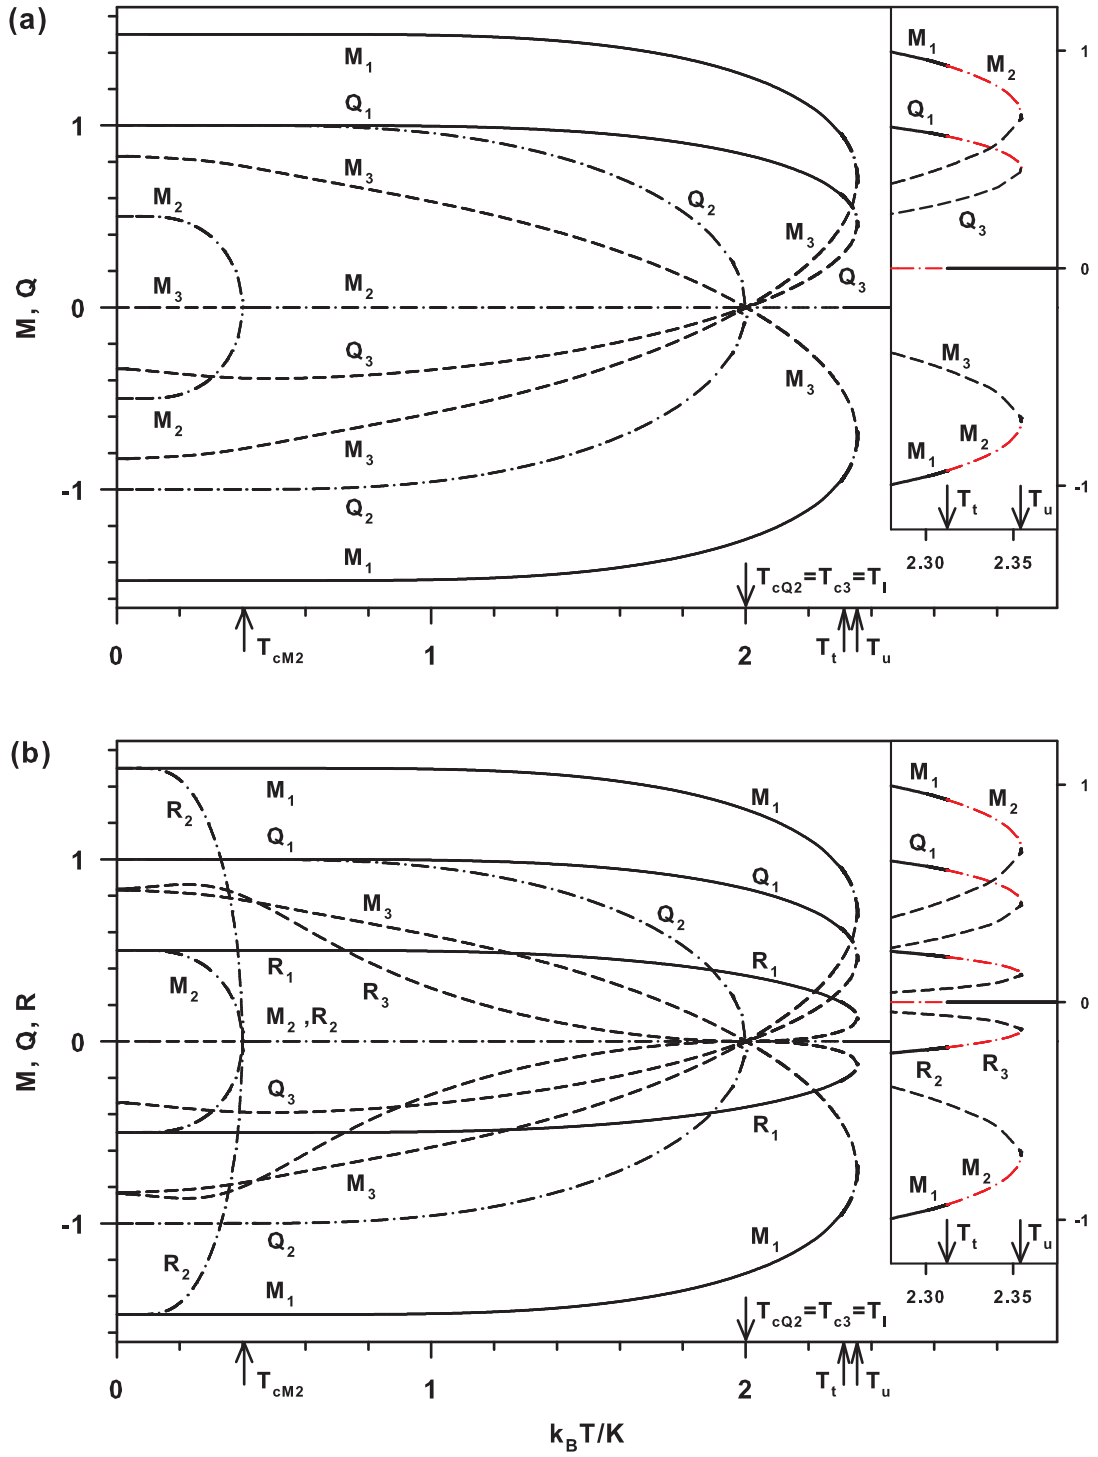 (a)
M1
M2
Q1
1
1
M3
Q1
M2
Q2
M3
Q3
M3
M2
Q3
0
0
M, Q
Q3
M3
M3
M2
M1
M2
M3
-1
-1
Q2
Tt
Tu
M1
2.30
2.35
TcQ2=Tc3=Tl
TcM2
Tt
Tu
0
1
2
(b)
M1
M1
M1
M2
1
R2
Q1
Q1
Q1
1
M3
Q2
M2
R1
R1
R3
M2 ,R2
0
0
M, Q, R
Q3
R2
R3
R1
M3
M1
M2
-1
-1
Q2
M1
R2
M1
Tt
Tu
2.30
2.35
TcQ2=Tc3=Tl
TcM2
Tt
Tu
0
1
2
kBT/K